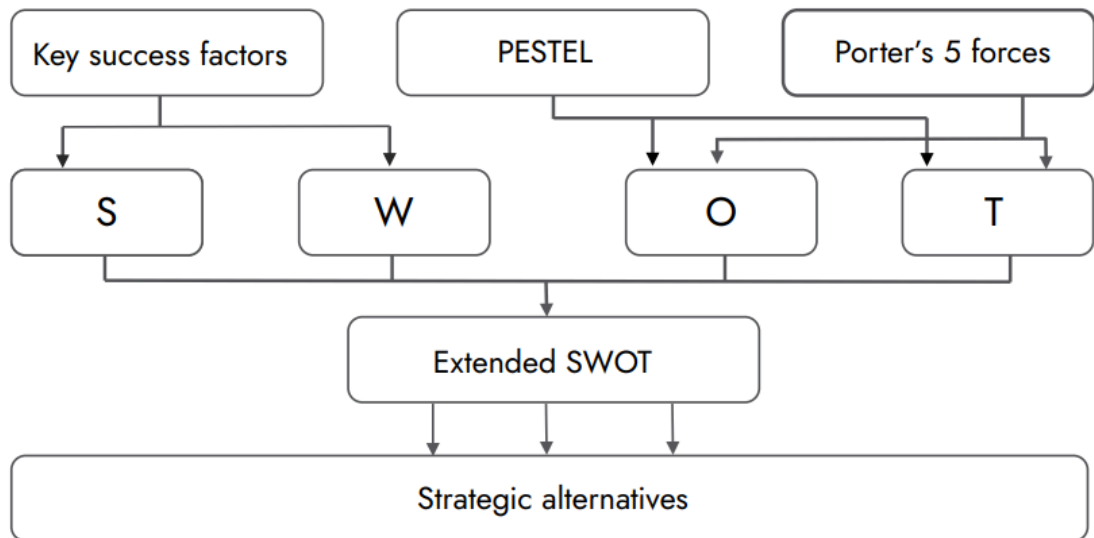 Key success factors
PESTEL
Porter's 5 forces
S
W
O
T
Extended SWOT
Strategic alternatives